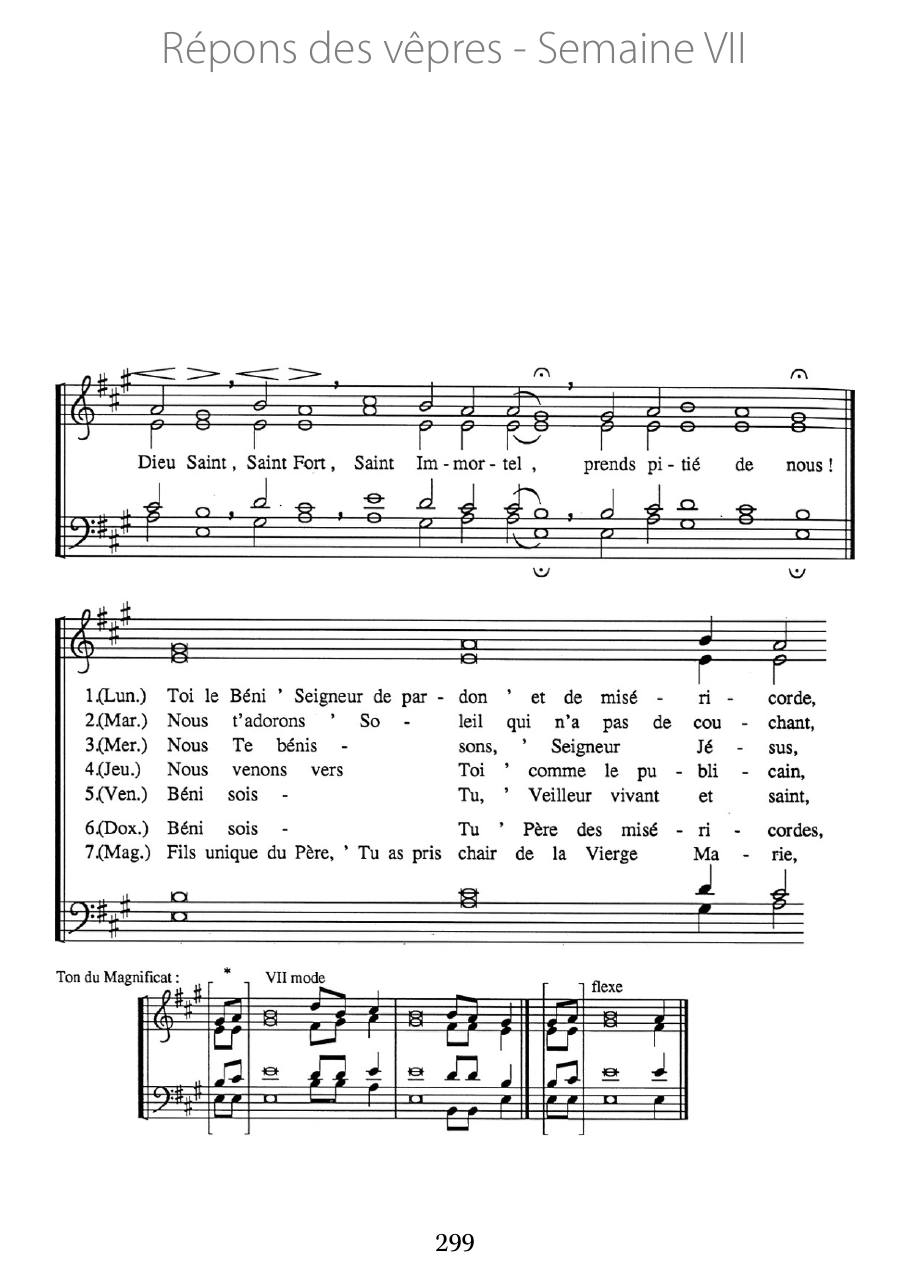 Répons des vêpres - Semaine VII
Dieu Saint, Saint Fort, Saint Im - mor - tel, prends pi - tié de nous !
1.(Lun.) Toi le Béni ’ Seigneur de par - don ’ et de misé - ri - corde,
2.(Mar.) Nous t'adorons ’ So - leil qui n'a pas de cou - chant,
3.(Mer.) Nous Te bénis - sons, ’ Seigneur Jé - sus,
4.(Jeu.) Nous venons vers Toi ’ comme le pu - bli - cain,
5.(Ven.) Béni sois - Tu, ’ Veilleur vivant et saint,
6.(Dox.) Béni sois - Tu ’ Père des misé - ri - cordes,
7.(Mag.) Fils unique du Père, ’ Tu as pris chair de la Vierge Ma - rie,
Ton du Magnificat : * VII mode flexe
299